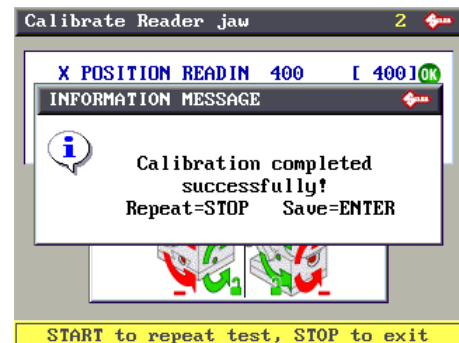 Calibrate Reader jaw 2
X POSITION READIN 400 [ 400] OK
INFORMATION MESSAGE
i
Calibration completed
successfully!
Repeat=STOP Save=ENTER
2
START to repeat test, STOP to exit